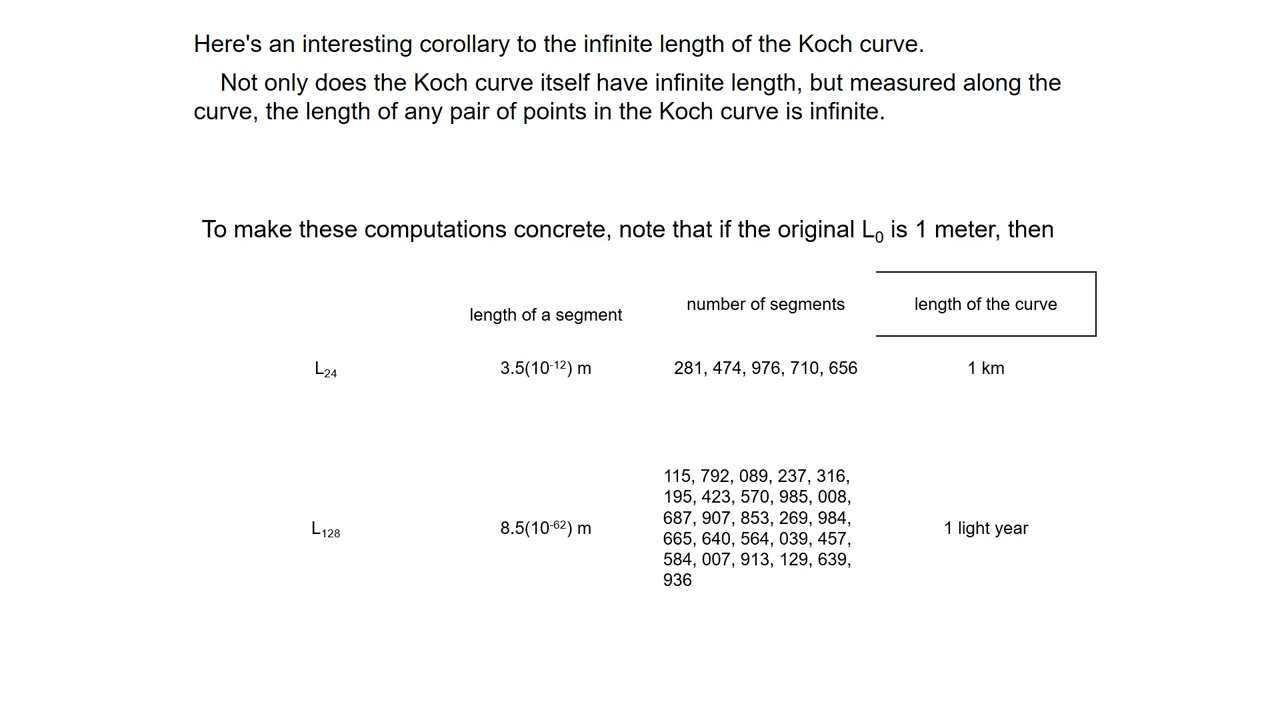 Here's an interesting corollary to the infinite length of the Koch curve.
Not only does the Koch curve itself have infinite length, but measured along the
curve, the length of any pair of points in the Koch curve is infinite.
To make these computations concrete, note that if the original L₀ is 1 meter, then
length of a segment number of segments length of the curve
L₂₄ 3.5(10⁻¹²) m 281, 474, 976, 710, 656 1 km
115, 792, 089, 237, 316,
195, 423, 570, 985, 008,
687, 907, 853, 269, 984,
L₁₂₈ 8.5(10⁻⁶²) m 1 light year
665, 640, 564, 039, 457,
584, 007, 913, 129, 639,
936